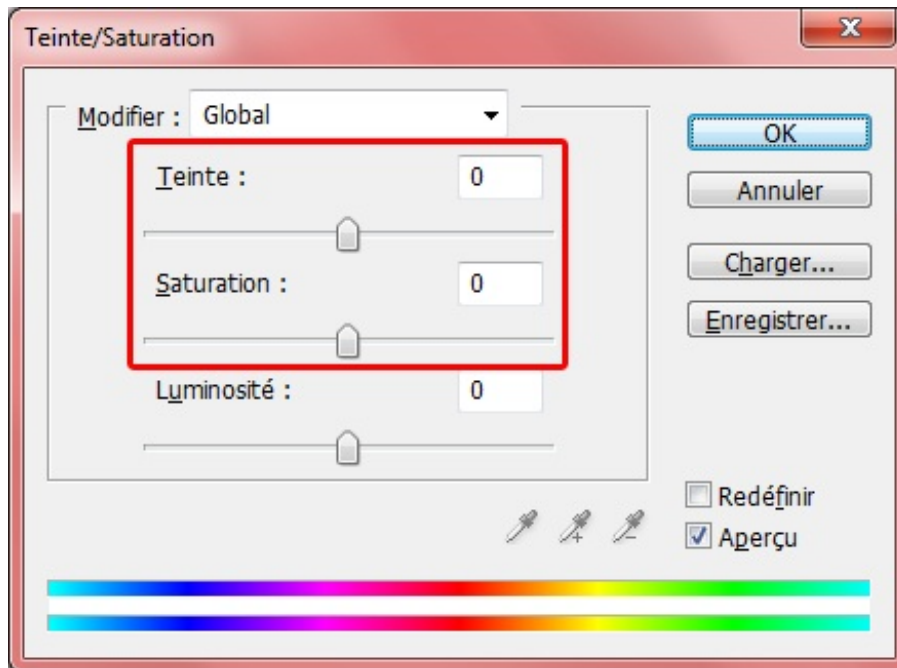 Teinte/Saturation
Modifier : Global
OK
Teinte : 0
Annuler
Charger...
Saturation : 0
Enregistrer...
Luminosité : 0
Redéfinir
Aperçu